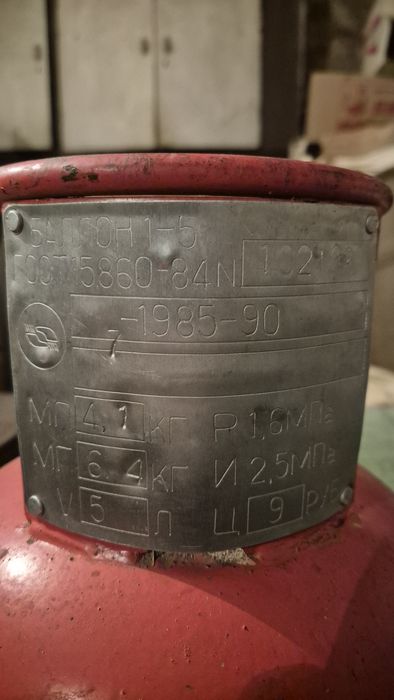 БАЛЛОН 1-5
ГОСТ 15860-84 N
7 -1985-90
МП 4,1 КГ Р 1,6 МПа
МГ 6.4 КГ И 2,5 МПа
V 5 Л Ц 9 Р/Б